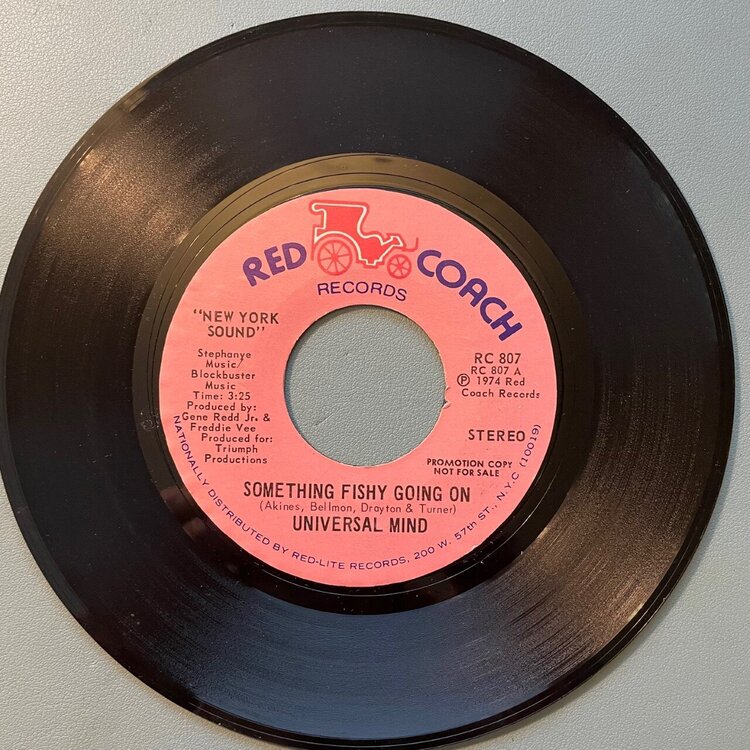 RED COACH
RECORDS
"NEW YORK
SOUND"
Stephanye
Music/
Blockbuster
Music
Time: 3:25
Produced by:
Gene Redd Jr. &
Freddie Vee
Produced for:
Triumph
Productions
RC 807
RC 807 A
Ⓟ 1974 Red
Coach Records
STEREO
PROMOTION COPY
NOT FOR SALE
SOMETHING FISHY GOING ON
(Akines, Bellmon, Drayton & Turner)
UNIVERSAL MIND
NATIONALLY DISTRIBUTED BY RED-LITE RECORDS, 200 W. 57th ST., N.Y.C. (10019)